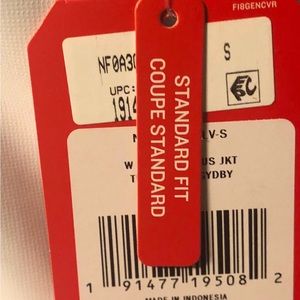 FI8GENCVR
NF0A3
S
UPC:
1914
STANDARD FIT
COUPE STANDARD
LV-S
W
US JKT
T
YDBY
1 91477 19508 2
MADE IN INDONESIA